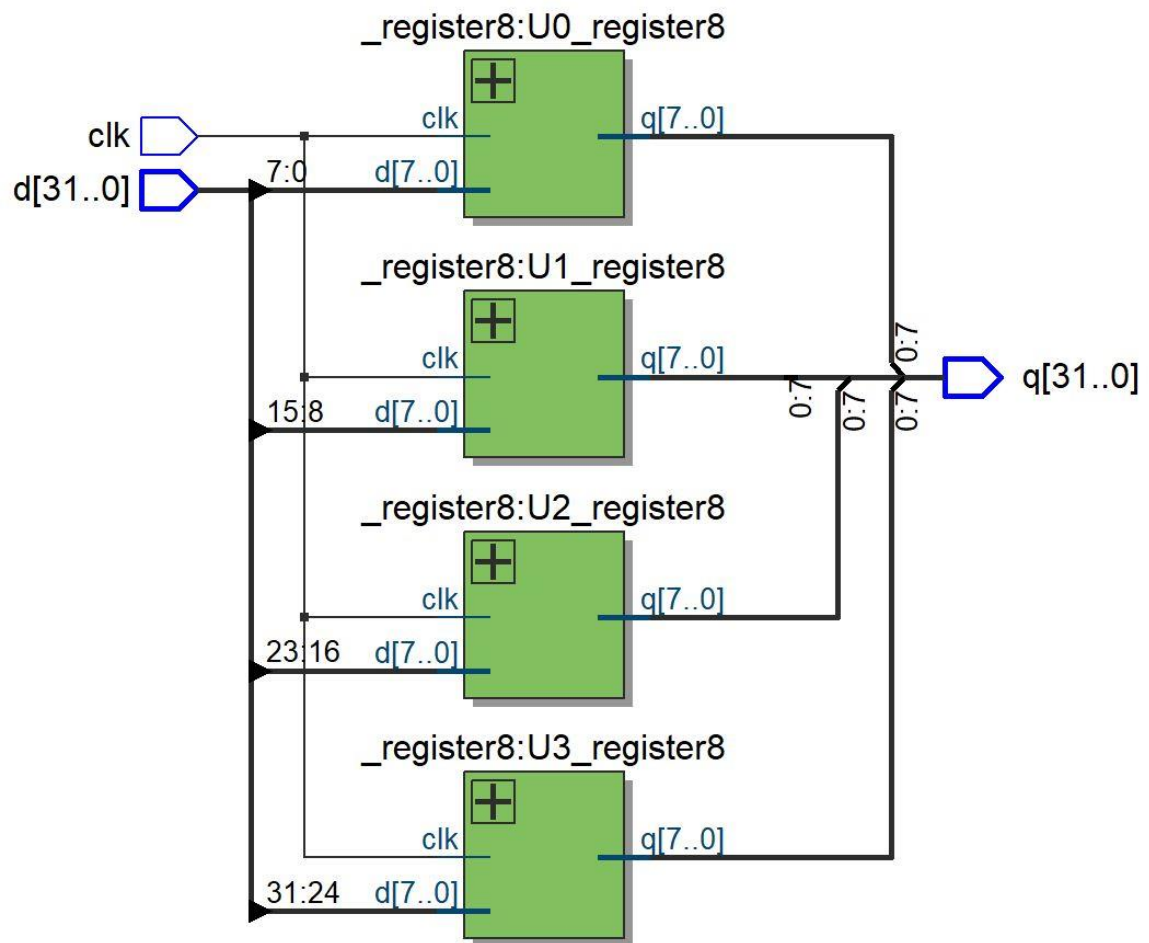 _register8:U0_register8
clk
clk
q[7..0]
d[31..0]
7:0
d[7..0]
_register8:U1_register8
clk
q[7..0]
0:7
0:7
0:7
0:7
q[31..0]
15:8
d[7..0]
_register8:U2_register8
clk
q[7..0]
23:16
d[7..0]
_register8:U3_register8
clk
q[7..0]
31:24
d[7..0]